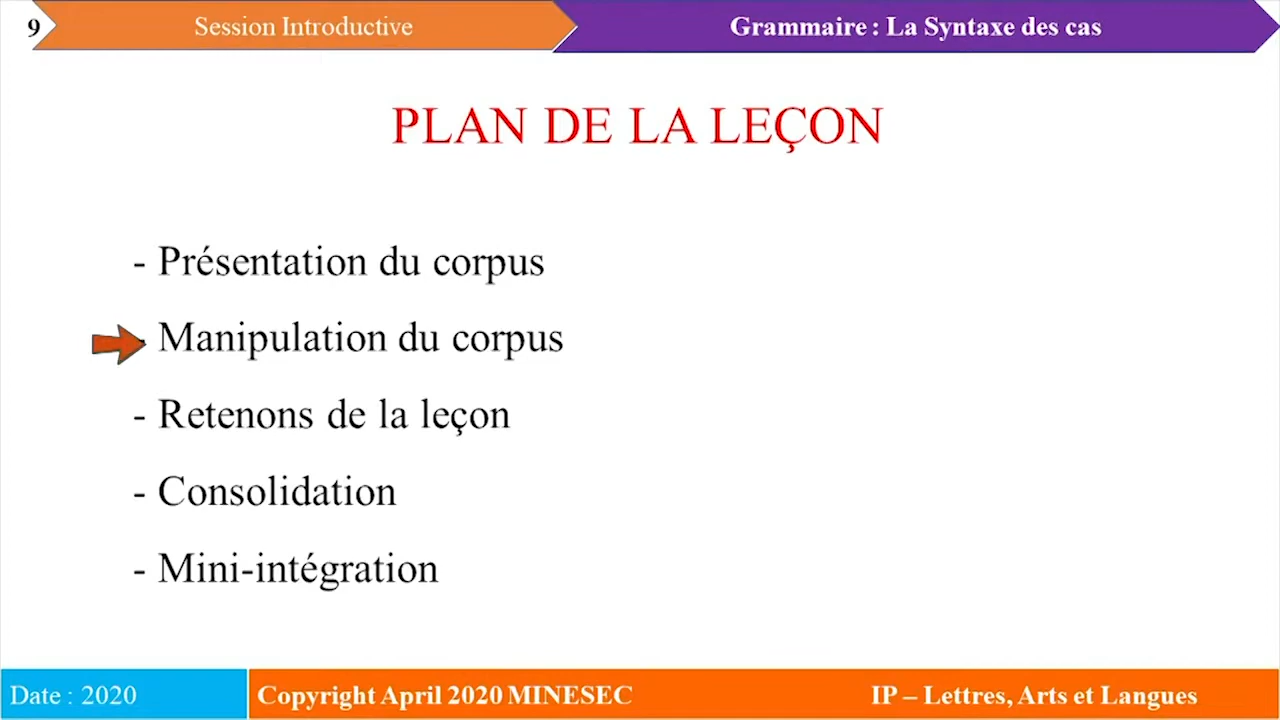 9
Session Introductive
Grammaire : La Syntaxe des cas
PLAN DE LA LEÇON
- Présentation du corpus
- Manipulation du corpus
- Retenons de la leçon
- Consolidation
- Mini-intégration
Date : 2020
Copyright April 2020 MINESEC
IP – Lettres, Arts et Langues